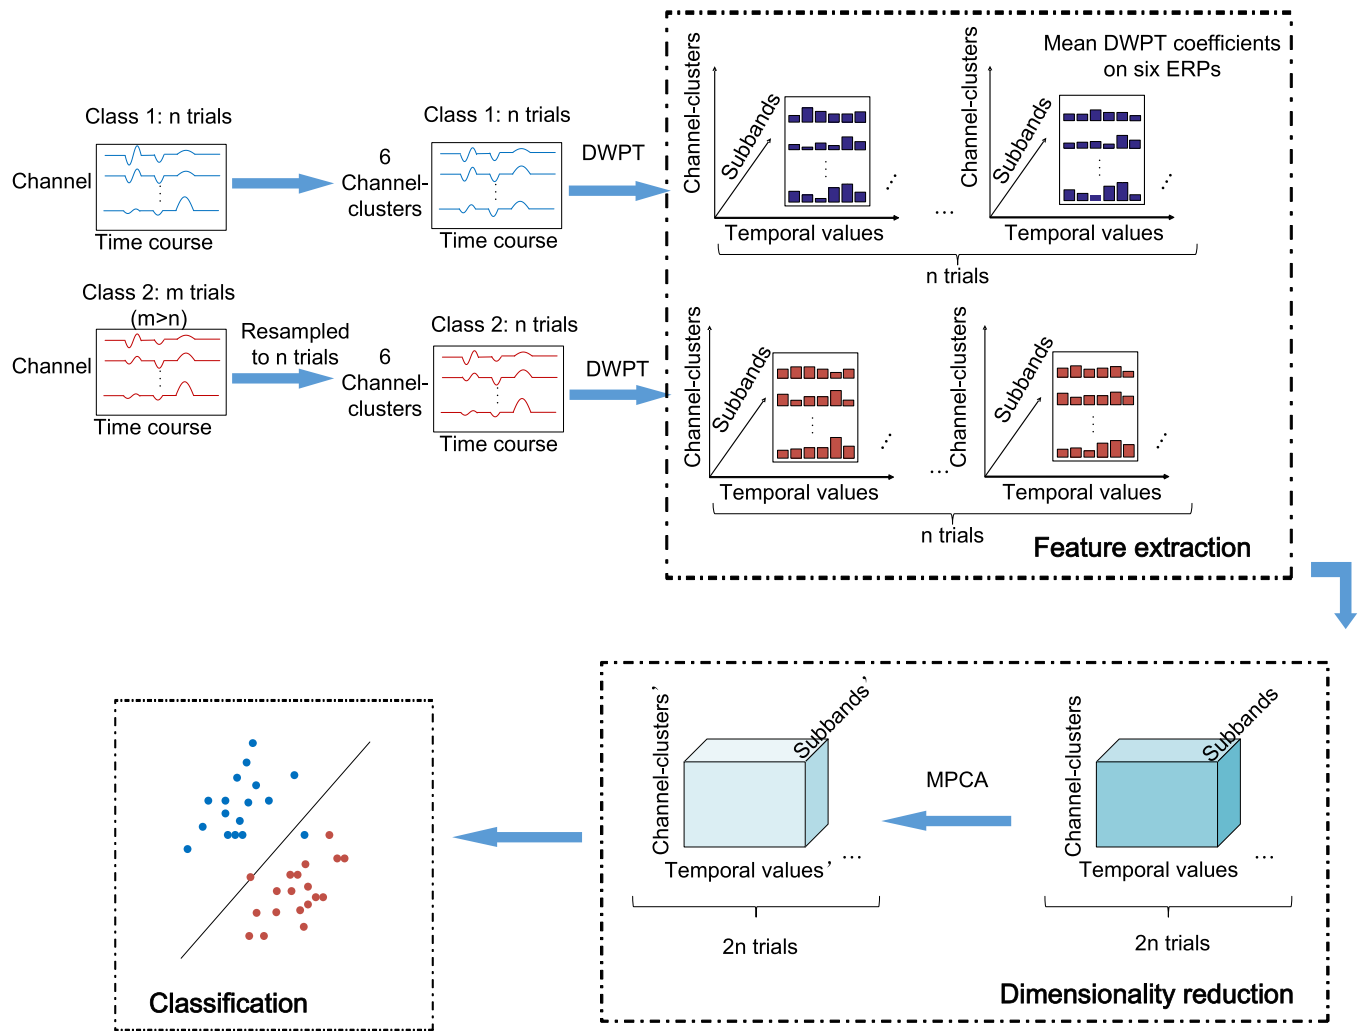 Class 1: n trials
Channel
Time course
6
Channel-
clusters
Class 1: n trials
Time course
DWPT
Class 2: m trials
(m>n)
Channel
Time course
Resampled
to n trials
6
Channel-
clusters
Class 2: n trials
Time course
DWPT
Mean DWPT coefficients
on six ERPs
Channel-clusters
Subbands
Temporal values
...
Channel-clusters
Subbands
Temporal values
n trials
Channel-clusters
Subbands
Temporal values
...
Channel-clusters
Subbands
Temporal values
n trials
Feature extraction
Channel-clusters
Subbands
Temporal values
...
2n trials
MPCA
Channel-clusters'
Subbands'
Temporal values'
...
2n trials
Dimensionality reduction
Classification